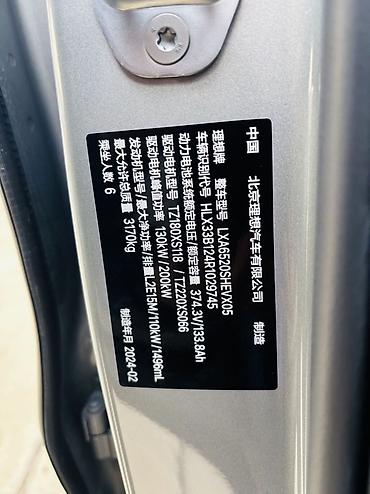 中国 北京理想汽车有限公司 制造
理想牌 整车型号 LXA6520SHEVX05
车辆识别代号 HLX33B124R1029745
动力电池系统额定电压/额定容量 374.3V/133.8Ah
驱动电机型号 TZ180XS118 / TZ220XS066
驱动电机峰值功率 130kW/200kW
发动机型号/最大净功率/排量 L2E15M/110kW/1496mL
最大允许总质量 3170kg
乘坐人数 6 制造年月 2024-02